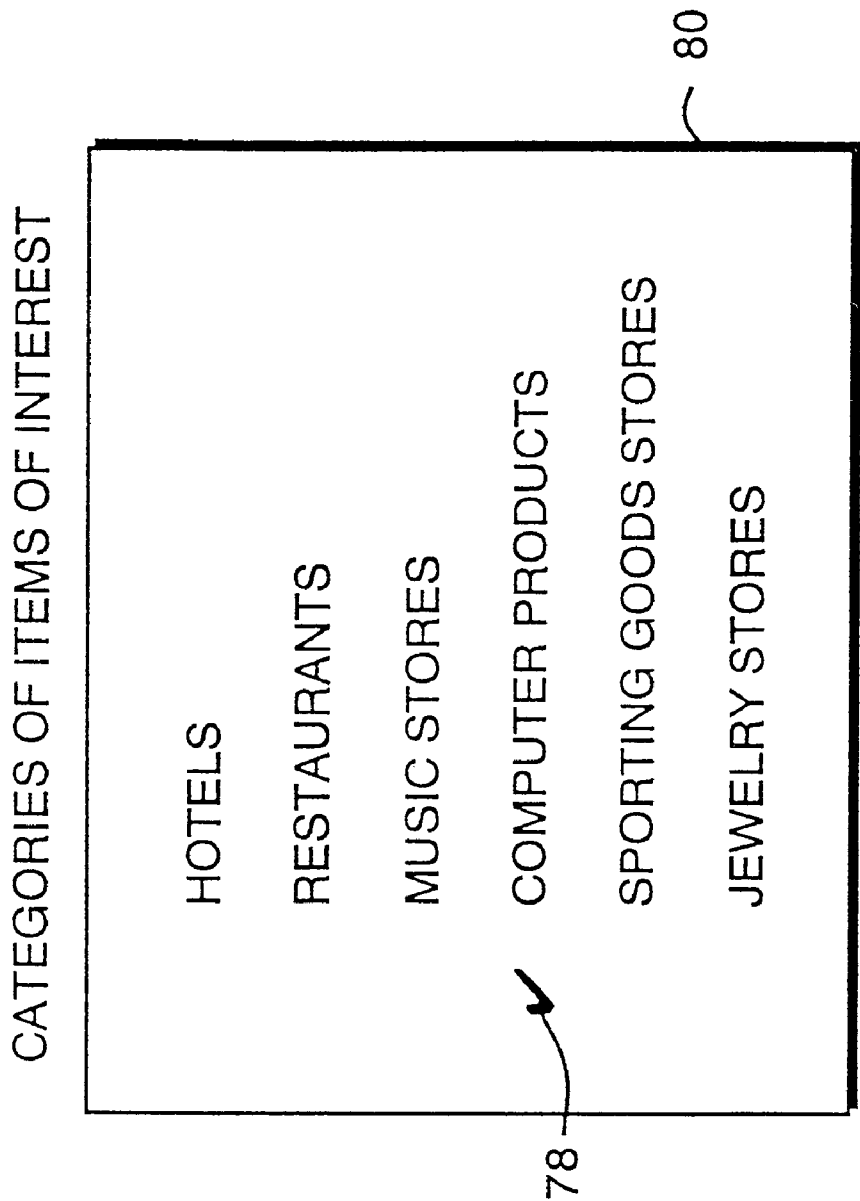 CATEGORIES OF ITEMS OF INTEREST
HOTELS
RESTAURANTS
MUSIC STORES
COMPUTER PRODUCTS
SPORTING GOODS STORES
JEWELRY STORES
78
80